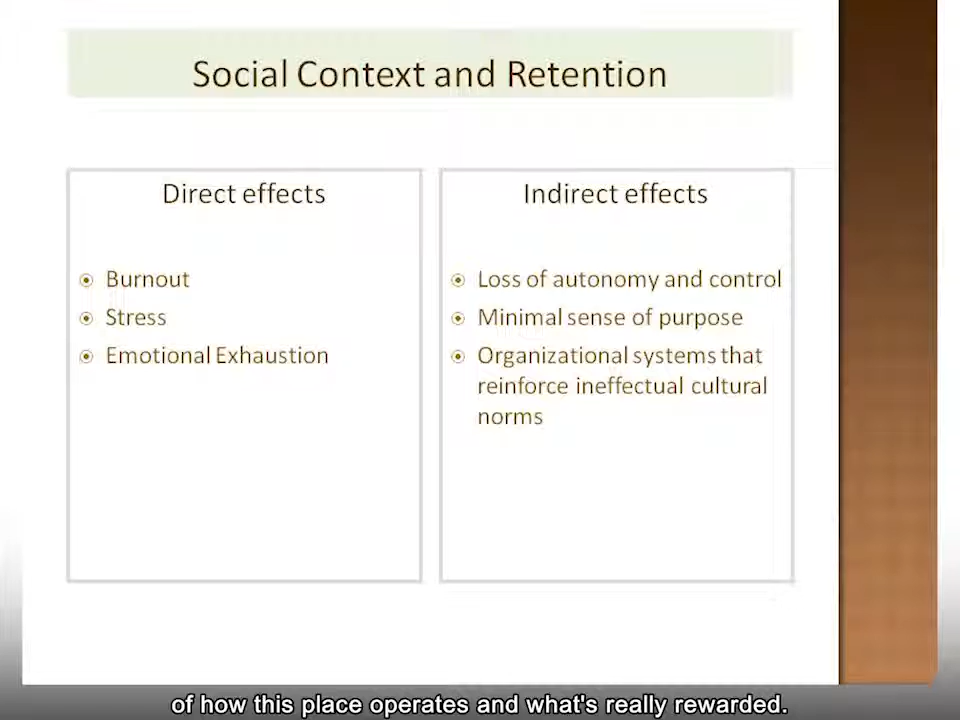 Social Context and Retention
Direct effects
Burnout
Stress
Emotional Exhaustion
Indirect effects
Loss of autonomy and control
Minimal sense of purpose
Organizational systems that
reinforce ineffectual cultural
norms
of how this place operates and what's really rewarded.